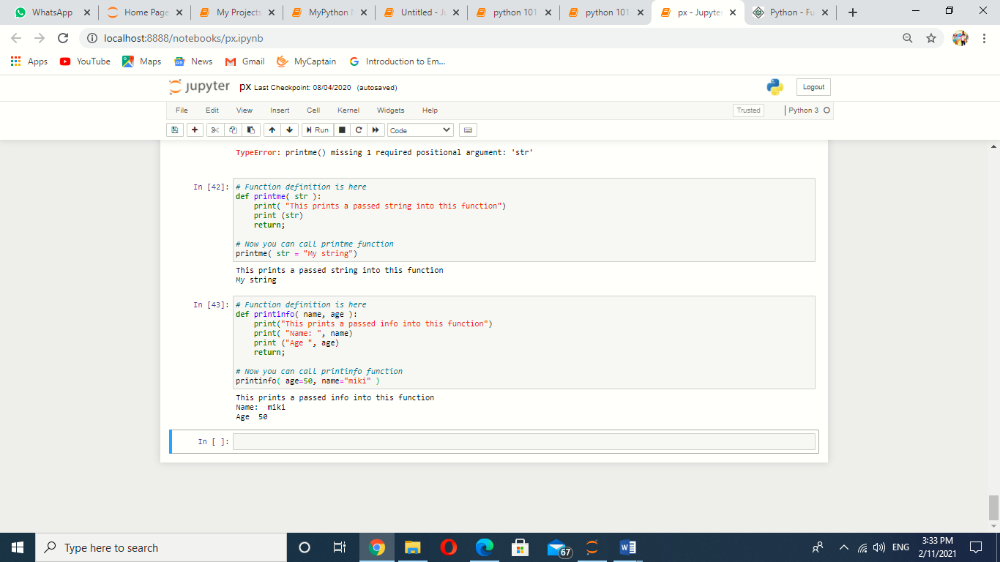 WhatsApp
Home Page
My Projects
MyPython
Untitled - J
python 101
python 101
px - Jupyter
Python - Fu
localhost:8888/notebooks/px.ipynb
Apps YouTube Maps News Gmail MyCaptain Introduction to Em...
jupyter px Last Checkpoint: 08/04/2020 (autosaved)
Logout
File Edit View Insert Cell Kernel Widgets Help
Trusted Python 3
Run Code
TypeError: printme() missing 1 required positional argument: 'str'
In [42]: # Function definition is here
def printme( str ):
    print( "This prints a passed string into this function")
    print (str)
    return;

# Now you can call printme function
printme( str = "My string")
This prints a passed string into this function
My string
In [43]: # Function definition is here
def printinfo( name, age ):
    print("This prints a passed info into this function")
    print( "Name: ", name)
    print ("Age ", age)
    return;

# Now you can call printinfo function
printinfo( age=50, name="miki" )
This prints a passed info into this function
Name:  miki
Age  50
In [ ]:
Type here to search
67
ENG
3:33 PM
2/11/2021